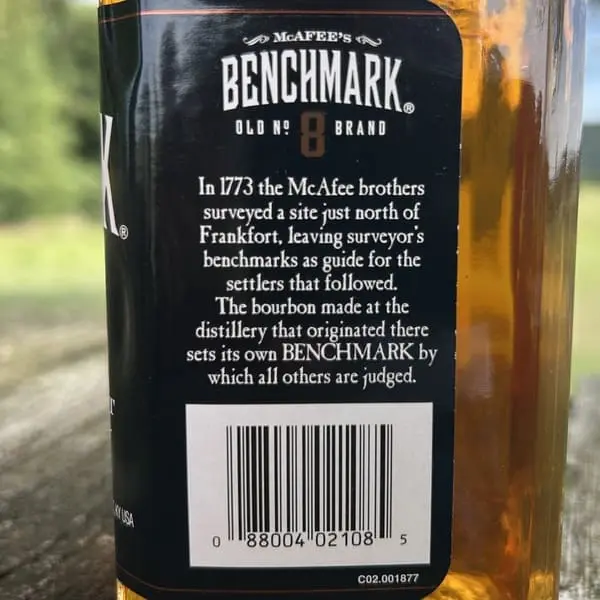 McAFEE'S
BENCHMARK®
OLD Nº 8 BRAND
In 1773 the McAfee brothers
surveyed a site just north of
Frankfort, leaving surveyor's
benchmarks as guide for the
settlers that followed.
The bourbon made at the
distillery that originated there
sets its own BENCHMARK by
which all others are judged.
0 88004 02108 5
C02.001877
K®
KY USA